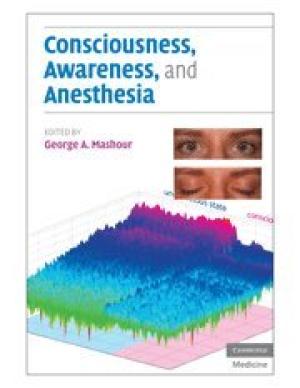 Consciousness,
Awareness, and
Anesthesia
EDITED BY
George A. Mashour
Cambridge
Medicine